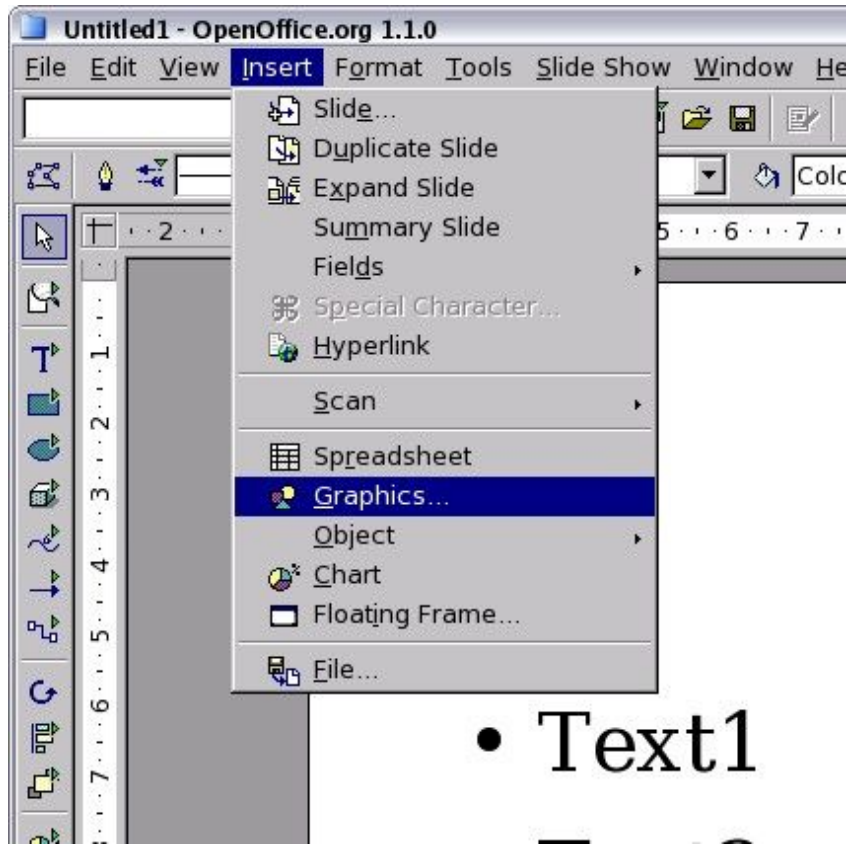 Untitled1 - OpenOffice.org 1.1.0
File Edit View Insert Format Tools Slide Show Window He
Slide...
Duplicate Slide
Colo
Expand Slide
2 5 6 7
Summary Slide
Fields
Special Character...
Hyperlink
1
Scan
2
Spreadsheet
3
Graphics...
Object
4
Chart
Floating Frame...
5
File...
6
• Text1
7